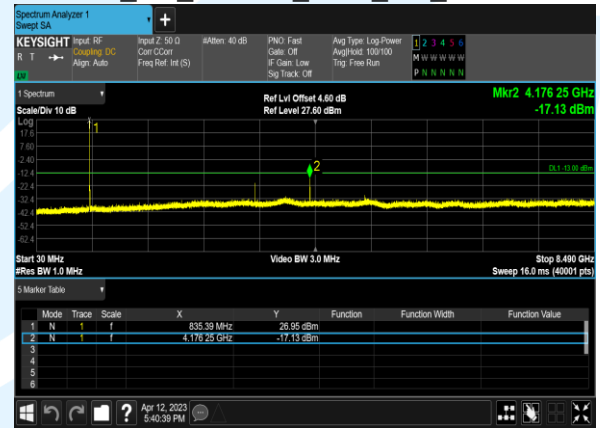 Spectrum Analyzer 1
Swept SA
+
KEYSIGHT Input: RF Input Z: 50 Ω #Atten: 40 dB PNO: Fast Avg Type: Log-Power 1 2 3 4 5 6
R T Coupling: DC Corr CCorr Gate: Off Avg|Hold: 100/100 M W W W W W
Align: Auto Freq Ref: Int (S) IF Gain: Low Trig: Free Run P N N N N N
LV Sig Track: Off
1 Spectrum Ref Lvl Offset 4.60 dB Mkr2 4.176 25 GHz
Scale/Div 10 dB Ref Level 27.60 dBm -17.13 dBm
Log
17.6 1
7.60
-2.40
-12.4 2 DL1 -13.00 dBm
-22.4
-32.4
-42.4
-52.4
-62.4
Start 30 MHz Video BW 3.0 MHz Stop 8.490 GHz
#Res BW 1.0 MHz Sweep 16.0 ms (40001 pts)
5 Marker Table
Mode Trace Scale X Y Function Function Width Function Value
1 N 1 f 835.39 MHz 26.95 dBm
2 N 1 f 4.176 25 GHz -17.13 dBm
3
4
5
6
? Apr 12, 2023
5:40:39 PM